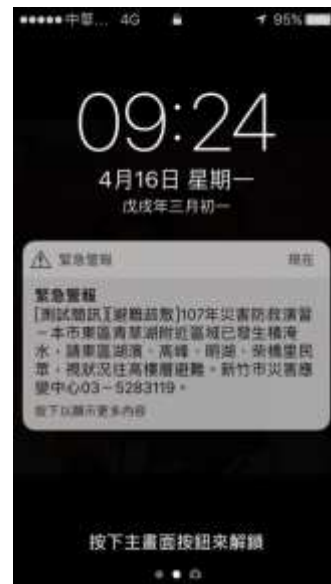 中華... 4G 95%
09:24
4月16日 星期一
戊戌年三月初一
緊急警報 現在
緊急警報
[測試簡訊][避難疏散]107年災害防救演習
－本市東區青草湖附近區域已發生積淹
水，請東區湖濱、高峰、明湖、柴橋里民
眾，視狀況往高樓層避難。新竹市災害應
變中心03－5283119。
按下以顯示更多內容
按下主畫面按鈕來解鎖